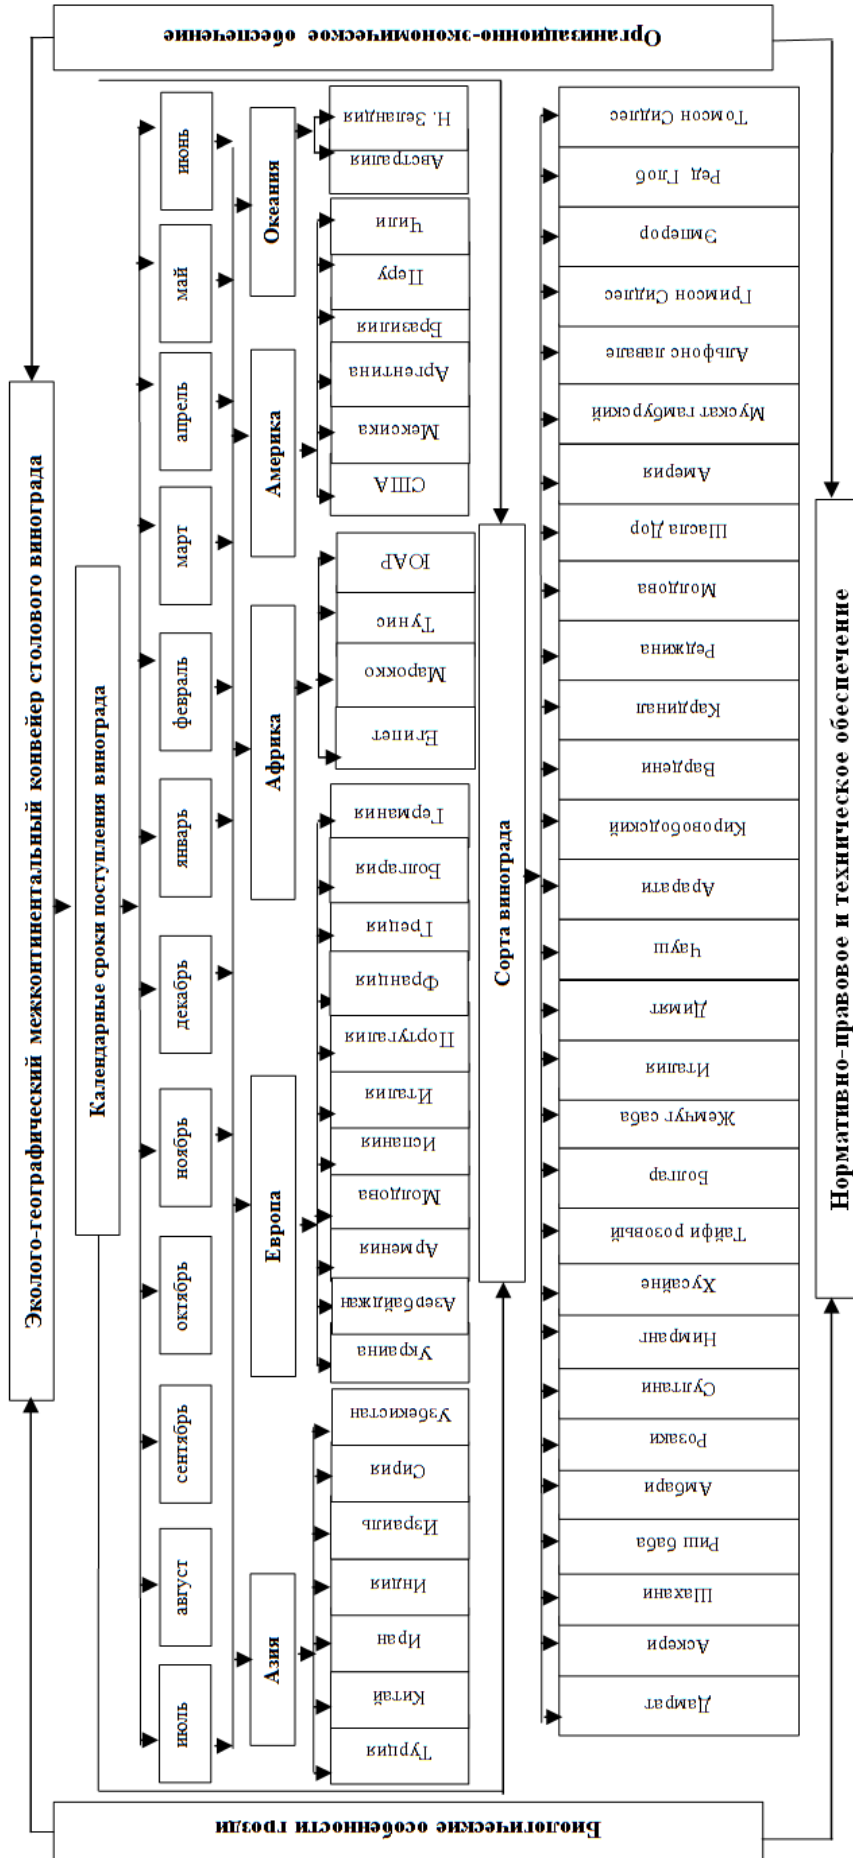 Эколого-географический межконтинентальный конвейер столового винограда
Календарные сроки поступления винограда
июль
август
сентябрь
октябрь
ноябрь
декабрь
январь
февраль
март
апрель
май
июнь
Азия
Европа
Африка
Америка
Океания
Турция
Китай
Иран
Индия
Израиль
Сирия
Узбекистан
Украина
Азербайджан
Армения
Молдова
Испания
Италия
Португалия
Франция
Греция
Болгария
Германия
Египет
Марокко
Тунис
ЮАР
США
Мексика
Аргентина
Бразилия
Перу
Чили
Австралия
Н. Зеландия
Сорта винограда
Дамрат
Аскери
Шахани
Риш баба
Амбари
Розаки
Султани
Нимранг
Хусайне
Тайфи розовый
Болгар
Жемчуг саба
Италия
Димят
Чауш
Арарати
Кировободский
Вардени
Кардинал
Реджина
Молдова
Шасла Дор
Америя
Мускат гамбурский
Альфонс лавале
Гримсон Сидлес
Эмперор
Ред Глоб
Томсон Сидлес
Биологические особенности грозди
Организационно-экономическое обеспечение
Нормативно-правовое и техническое обеспечение